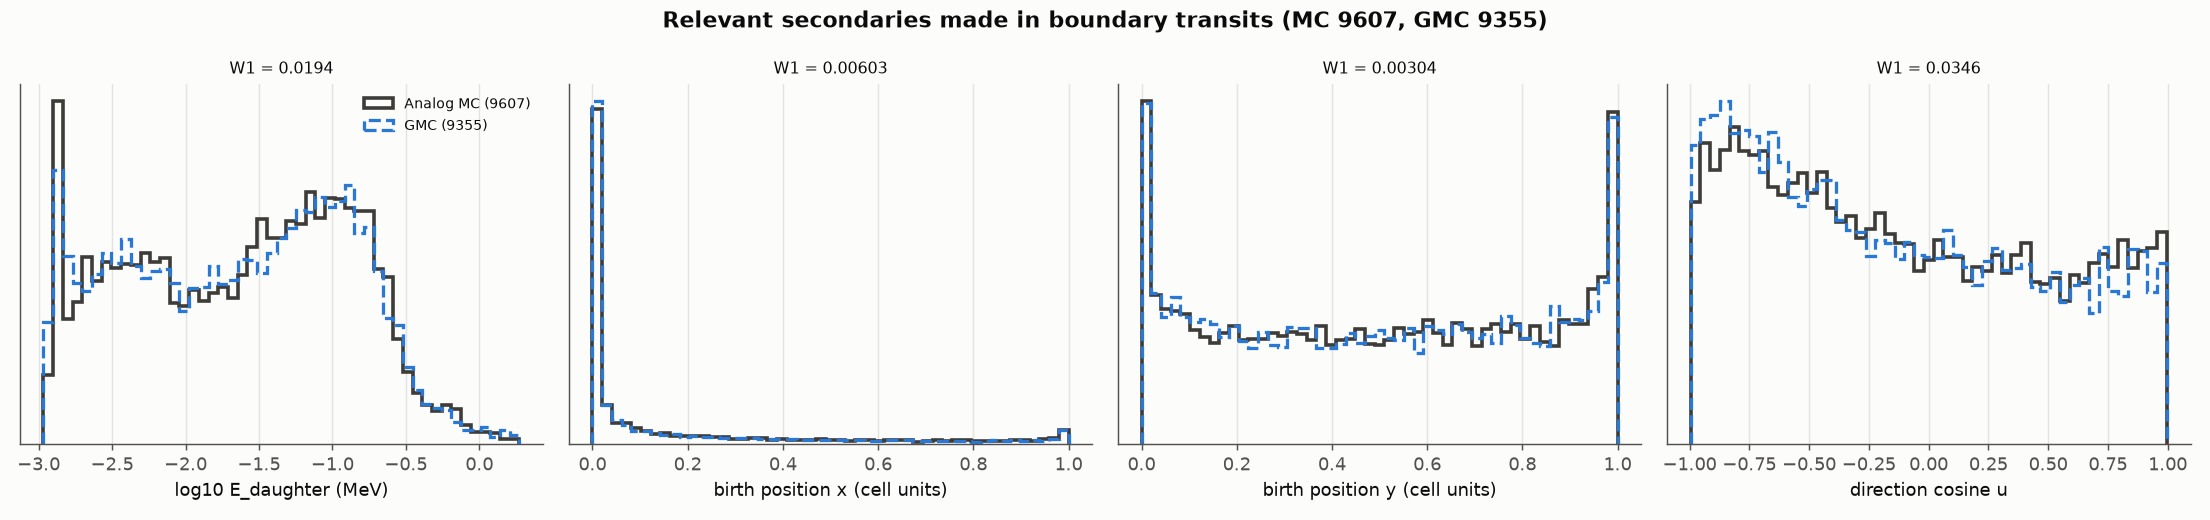 Relevant secondaries made in boundary transits (MC 9607, GMC 9355)
W1 = 0.0194
Analog MC (9607)
GMC (9355)
−3.0 −2.5 −2.0 −1.5 −1.0 −0.5 0.0
log10 E_daughter (MeV)
W1 = 0.00603
0.0 0.2 0.4 0.6 0.8 1.0
birth position x (cell units)
W1 = 0.00304
0.0 0.2 0.4 0.6 0.8 1.0
birth position y (cell units)
W1 = 0.0346
−1.00 −0.75 −0.50 −0.25 0.00 0.25 0.50 0.75 1.00
direction cosine u